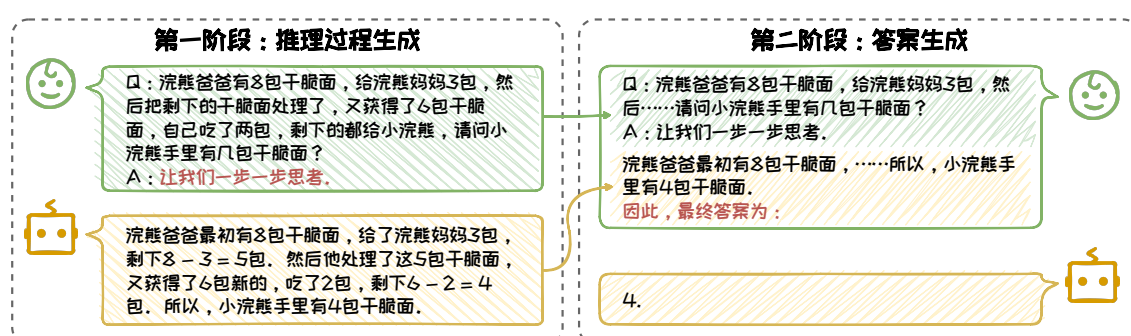 第一阶段：推理过程生成
Q：浣熊爸爸有8包干脆面，给浣熊妈妈3包，然
后把剩下的干脆面处理了，又获得了6包干脆
面，自己吃了两包，剩下的都给小浣熊，请问小
浣熊手里有几包干脆面？
A：让我们一步一步思考．
浣熊爸爸最初有8包干脆面，给了浣熊妈妈3包，
剩下8 – 3 = 5包．然后他处理了这5包干脆面，
又获得了6包新的，吃了2包，剩下6 – 2 = 4
包．所以，小浣熊手里有4包干脆面．
第二阶段：答案生成
Q：浣熊爸爸有8包干脆面，给浣熊妈妈3包，然
后……请问小浣熊手里有几包干脆面？
A：让我们一步一步思考．
浣熊爸爸最初有8包干脆面，……所以，小浣熊手
里有4包干脆面．
因此，最终答案为：
4.